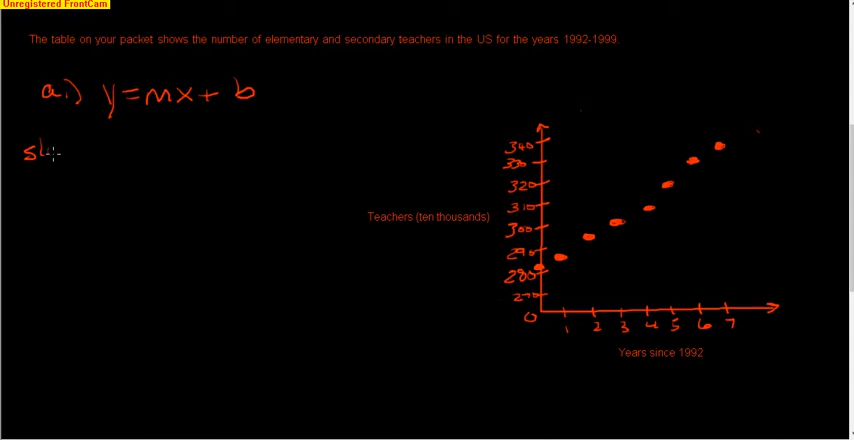 Unregistered FrontCam
The table on your packet shows the number of elementary and secondary teachers in the US for the years 1992-1999.
a.) y=mx+b
sl
340
330
320
310
300
290
280
270
0
1 2 3 4 5 6 7
Teachers (ten thousands)
Years since 1992